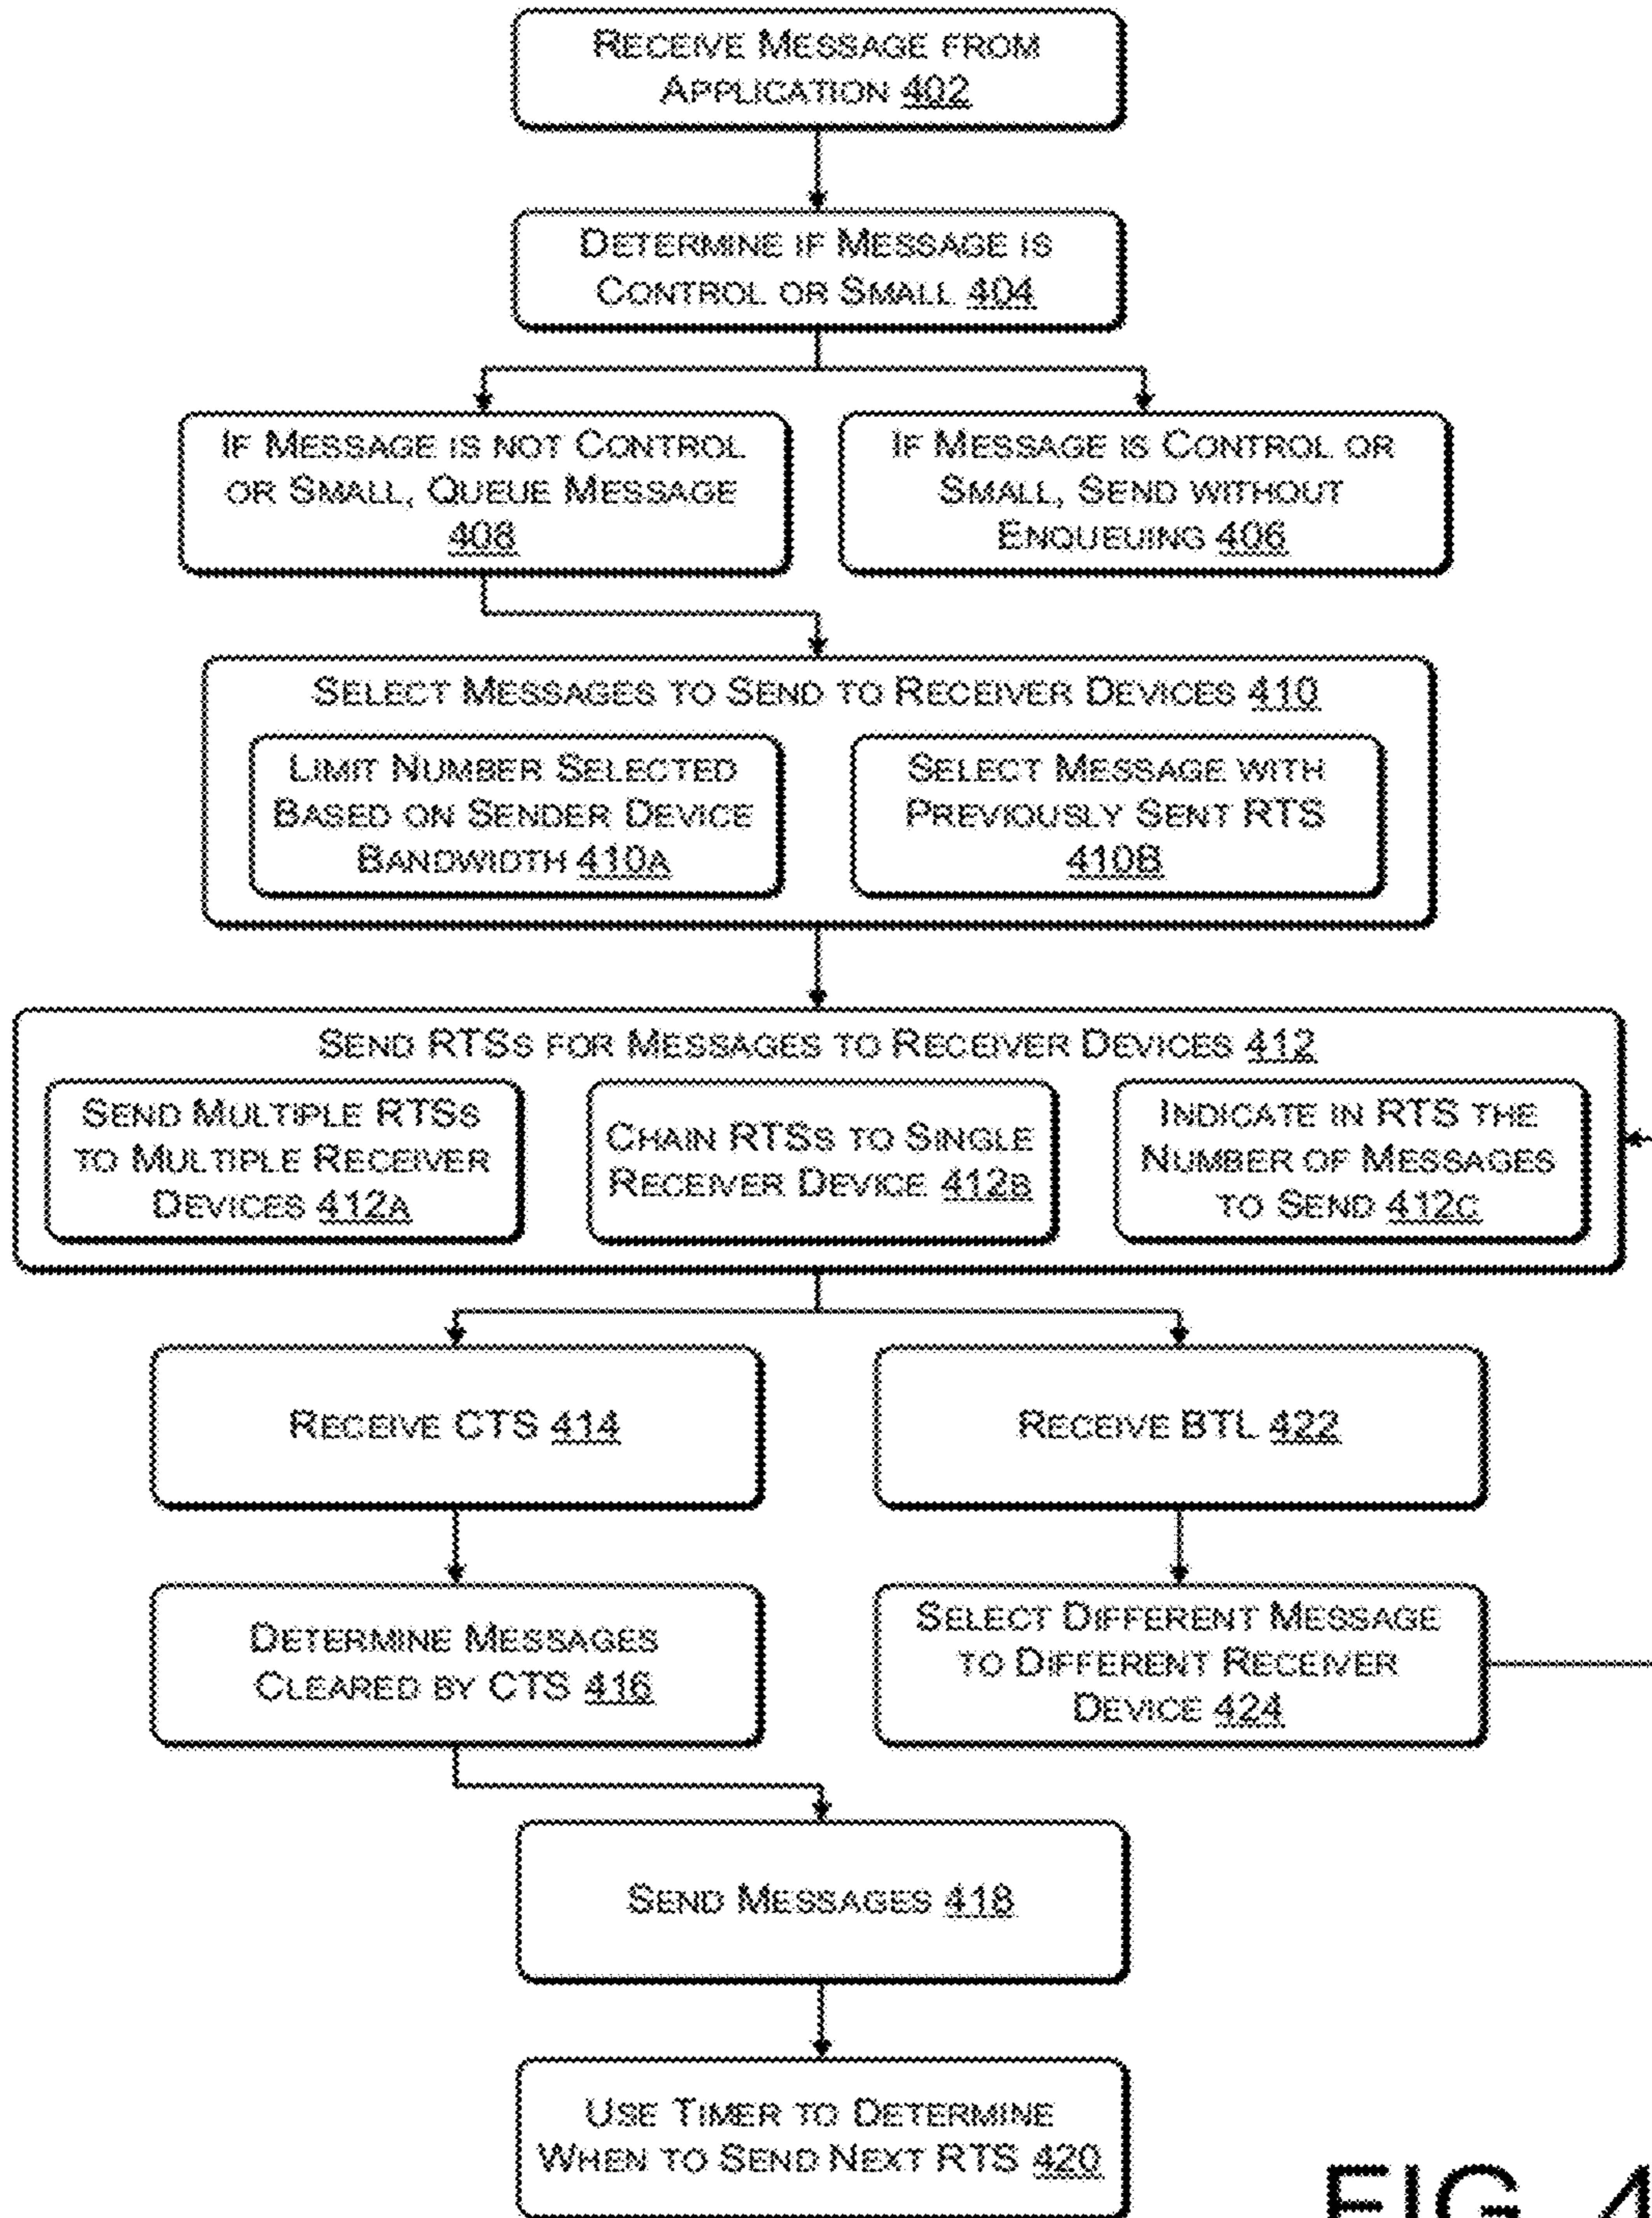 RECEIVE MESSAGE FROM
APPLICATION 402
DETERMINE IF MESSAGE IS
CONTROL OR SMALL 404
IF MESSAGE IS NOT CONTROL
OR SMALL, QUEUE MESSAGE
408
IF MESSAGE IS CONTROL OR
SMALL, SEND WITHOUT
ENQUEUING 406
SELECT MESSAGES TO SEND TO RECEIVER DEVICES 410
LIMIT NUMBER SELECTED
BASED ON SENDER DEVICE
BANDWIDTH 410A
SELECT MESSAGE WITH
PREVIOUSLY SENT RTS
410B
SEND RTSS FOR MESSAGES TO RECEIVER DEVICES 412
SEND MULTIPLE RTSS
TO MULTIPLE RECEIVER
DEVICES 412A
CHAIN RTSS TO SINGLE
RECEIVER DEVICE 412B
INDICATE IN RTS THE
NUMBER OF MESSAGES
TO SEND 412C
RECEIVE CTS 414
RECEIVE BTL 422
DETERMINE MESSAGES
CLEARED BY CTS 416
SELECT DIFFERENT MESSAGE
TO DIFFERENT RECEIVER
DEVICE 424
SEND MESSAGES 418
USE TIMER TO DETERMINE
WHEN TO SEND NEXT RTS 420
FIG. 4